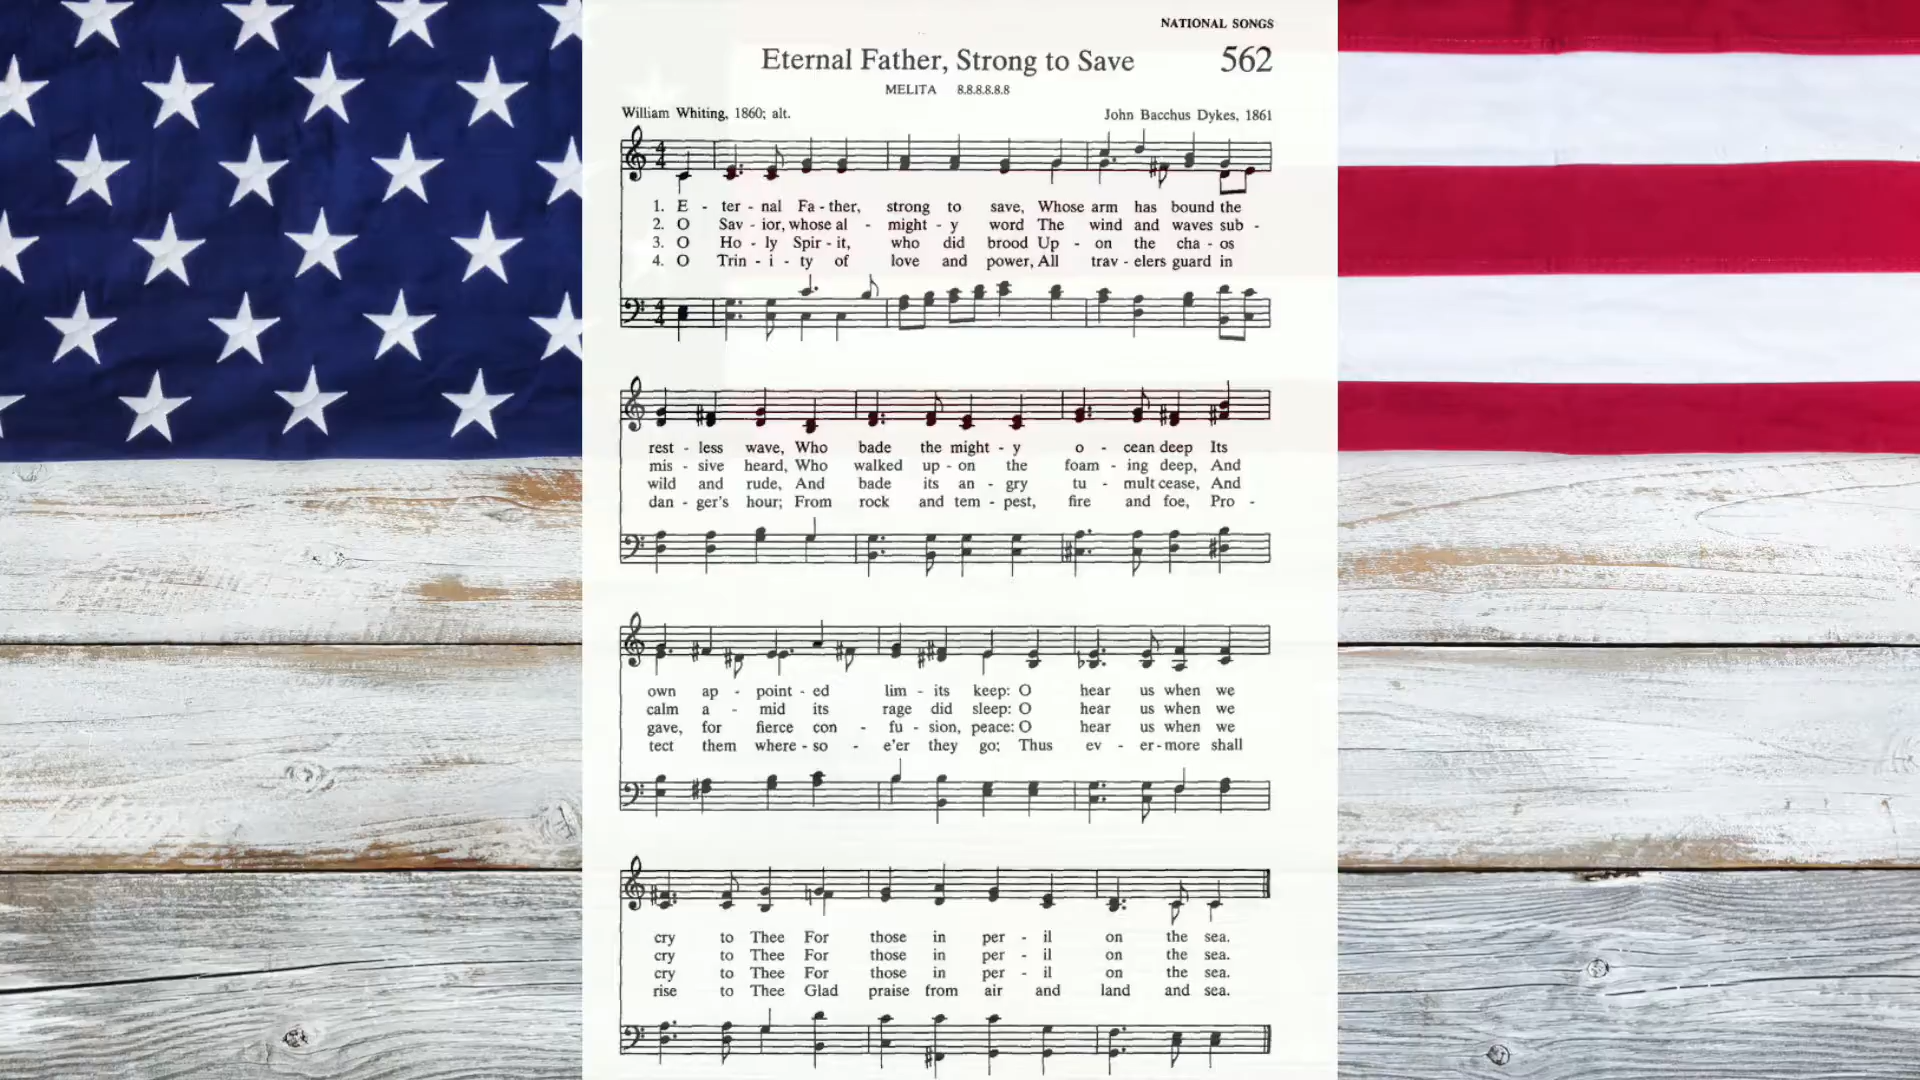 NATIONAL SONGS
Eternal Father, Strong to Save 562
MELITA 8.8.8.8.8.8
William Whiting, 1860; alt. John Bacchus Dykes, 1861
4 4
1. E - ter - nal Fa - ther, strong to save, Whose arm has bound the
2. O Sav - ior, whose al - might - y word The wind and waves sub -
3. O Ho - ly Spir - it, who did brood Up - on the cha - os
4. O Trin - i - ty of love and power, All trav - elers guard in
4 4
rest - less wave, Who bade the might - y o - cean deep Its
mis - sive heard, Who walked up - on the foam - ing deep, And
wild and rude, And bade its an - gry tu - mult cease, And
dan - ger's hour; From rock and tem - pest, fire and foe, Pro -
own ap - point - ed lim - its keep: O hear us when we
calm a - mid its rage did sleep: O hear us when we
gave, for fierce con - fu - sion, peace: O hear us when we
tect them where - so - e'er they go; Thus ev - er - more shall
cry to Thee For those in per - il on the sea.
cry to Thee For those in per - il on the sea.
cry to Thee For those in per - il on the sea.
rise to Thee Glad praise from air and land and sea.